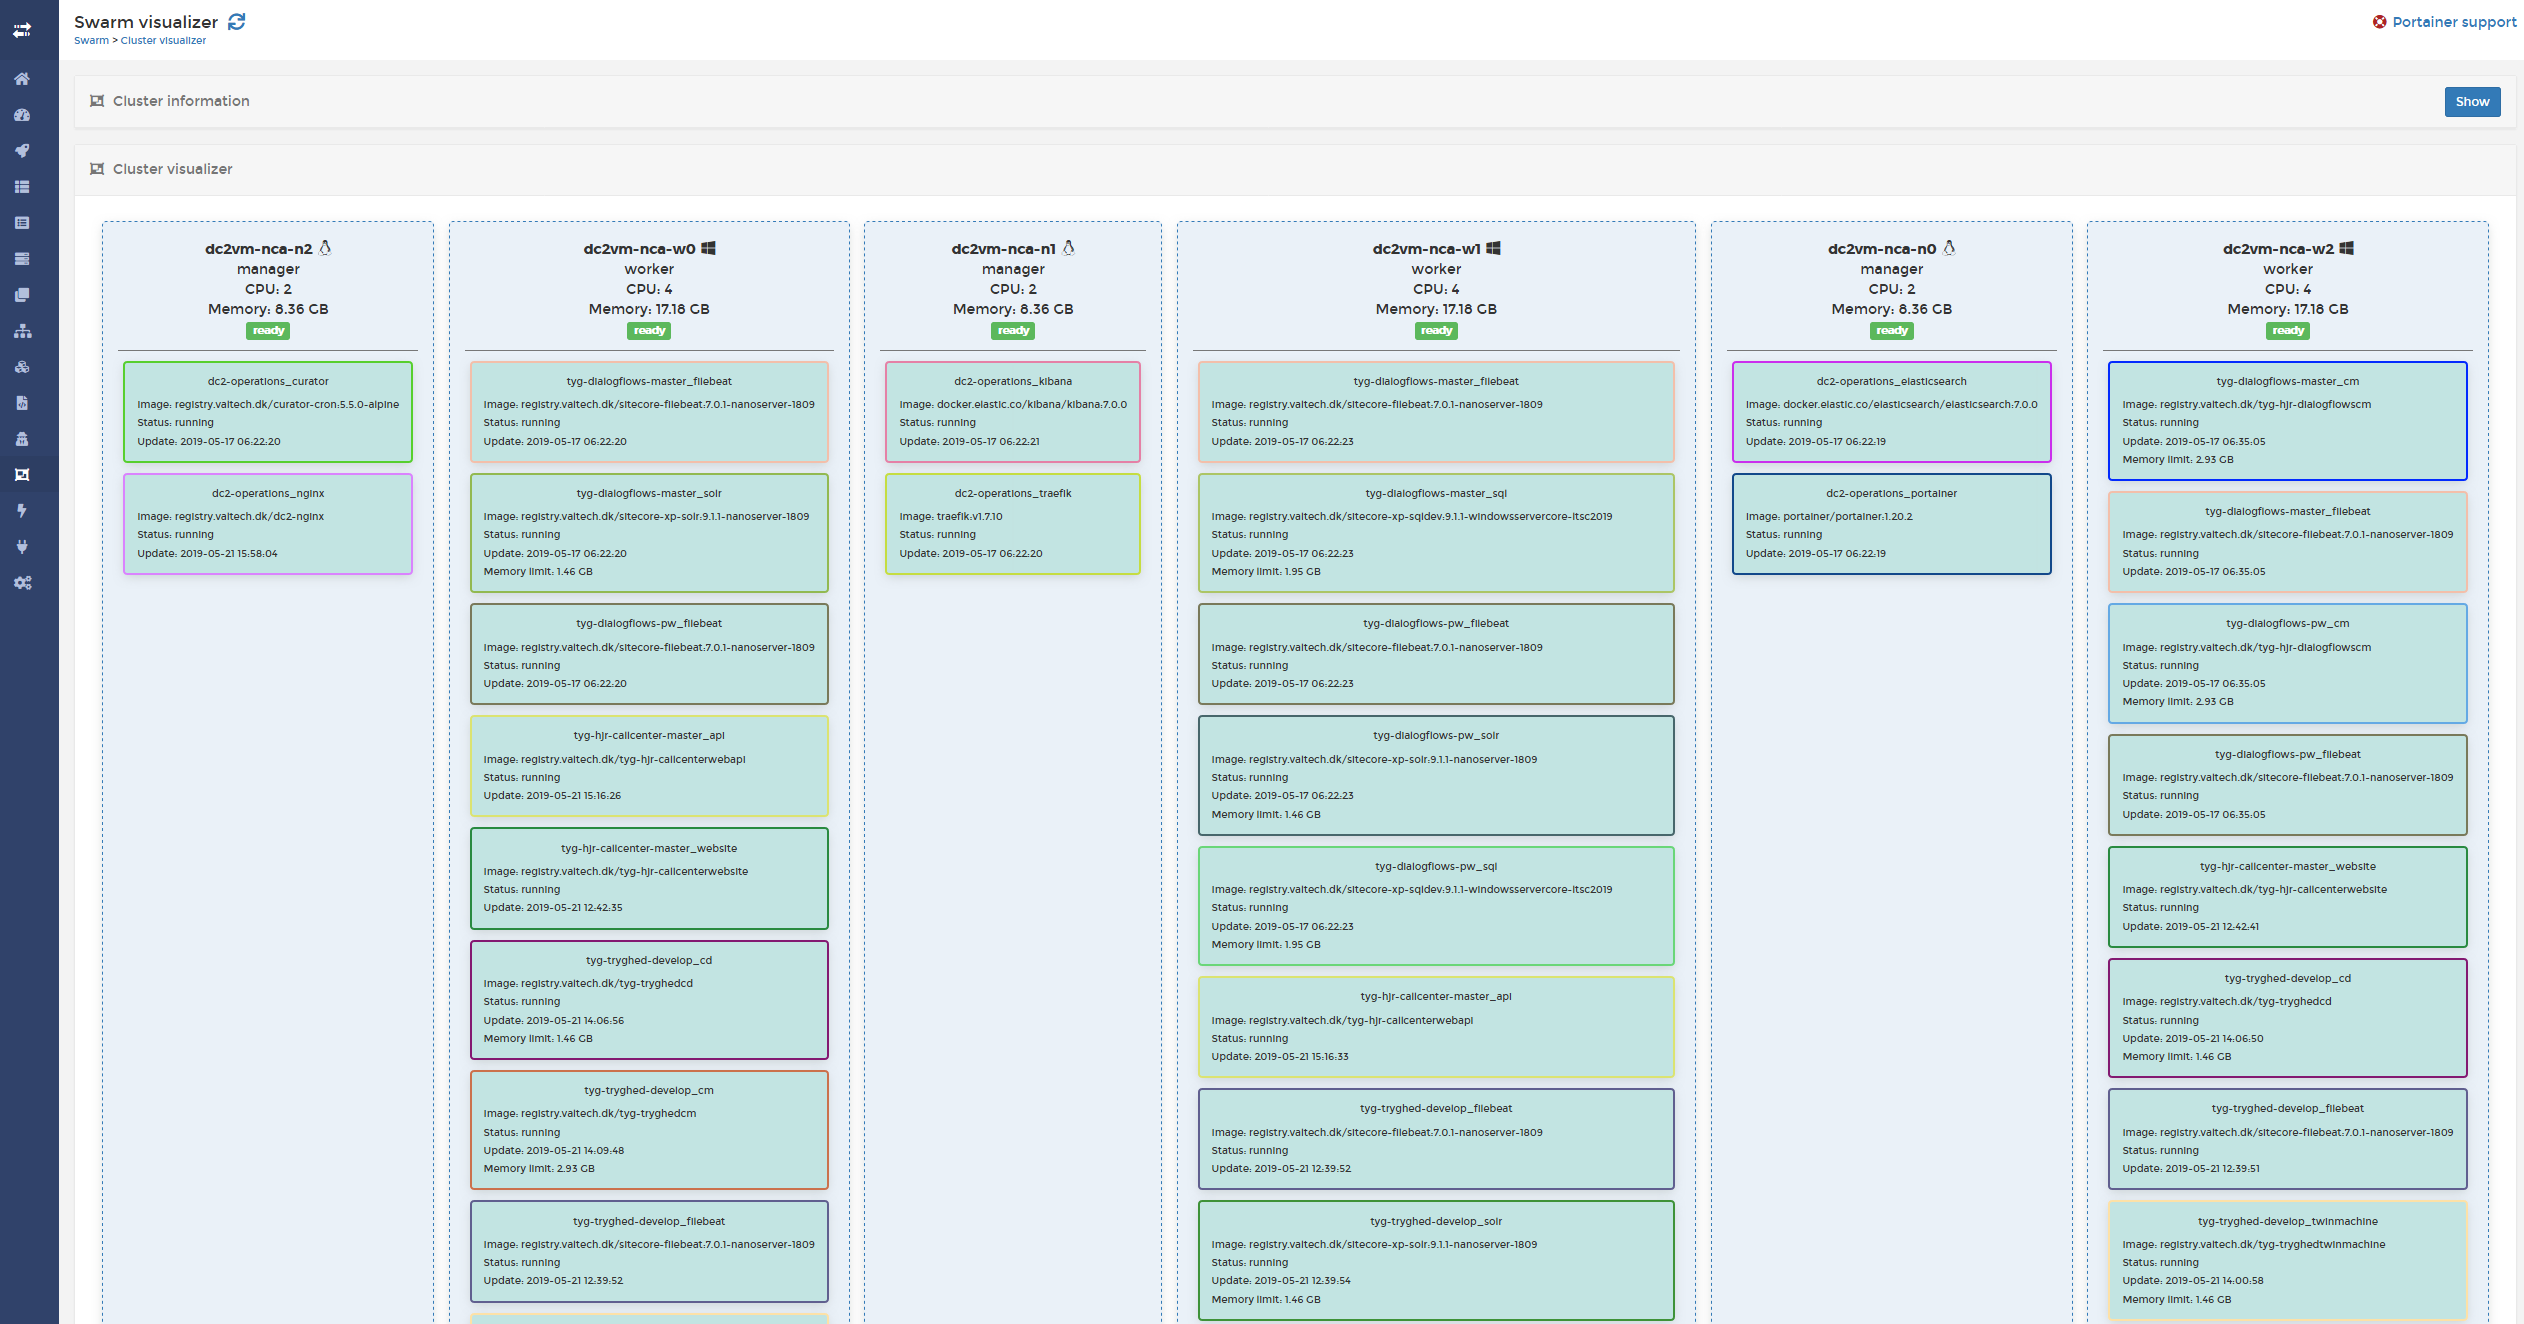 Swarm visualizer
Swarm > Cluster visualizer
Portainer support
Cluster information
Show
Cluster visualizer
dc2vm-nca-n2
manager
CPU: 2
Memory: 8.36 GB
ready
dc2-operations_curator
Image: registry.valtech.dk/curator-cron:5.5.0-alpine
Status: running
Update: 2019-05-17 06:22:20
dc2-operations_nginx
Image: registry.valtech.dk/dc2-nginx
Status: running
Update: 2019-05-21 15:58:04
dc2vm-nca-w0
worker
CPU: 4
Memory: 17.18 GB
ready
tyg-dialogflows-master_filebeat
Image: registry.valtech.dk/sitecore-filebeat:7.0.1-nanoserver-1809
Status: running
Update: 2019-05-17 06:22:20
tyg-dialogflows-master_solr
Image: registry.valtech.dk/sitecore-xp-solr:9.1.1-nanoserver-1809
Status: running
Update: 2019-05-17 06:22:20
Memory limit: 1.46 GB
tyg-dialogflows-pw_filebeat
Image: registry.valtech.dk/sitecore-filebeat:7.0.1-nanoserver-1809
Status: running
Update: 2019-05-17 06:22:20
tyg-hjr-callcenter-master_api
Image: registry.valtech.dk/tyg-hjr-callcenterwebapi
Status: running
Update: 2019-05-21 15:16:26
tyg-hjr-callcenter-master_website
Image: registry.valtech.dk/tyg-hjr-callcenterwebsite
Status: running
Update: 2019-05-21 12:42:35
tyg-tryghed-develop_cd
Image: registry.valtech.dk/tyg-tryghedcd
Status: running
Update: 2019-05-21 14:06:56
Memory limit: 1.46 GB
tyg-tryghed-develop_cm
Image: registry.valtech.dk/tyg-tryghedcm
Status: running
Update: 2019-05-21 14:09:48
Memory limit: 2.93 GB
tyg-tryghed-develop_filebeat
Image: registry.valtech.dk/sitecore-filebeat:7.0.1-nanoserver-1809
Status: running
Update: 2019-05-21 12:39:52
dc2vm-nca-n1
manager
CPU: 2
Memory: 8.36 GB
ready
dc2-operations_kibana
Image: docker.elastic.co/kibana/kibana:7.0.0
Status: running
Update: 2019-05-17 06:22:21
dc2-operations_traefik
Image: traefik:v1.7.10
Status: running
Update: 2019-05-17 06:22:20
dc2vm-nca-w1
worker
CPU: 4
Memory: 17.18 GB
ready
tyg-dialogflows-master_filebeat
Image: registry.valtech.dk/sitecore-filebeat:7.0.1-nanoserver-1809
Status: running
Update: 2019-05-17 06:22:23
tyg-dialogflows-master_sql
Image: registry.valtech.dk/sitecore-xp-sqldev:9.1.1-windowsservercore-ltsc2019
Status: running
Update: 2019-05-17 06:22:23
Memory limit: 1.95 GB
tyg-dialogflows-pw_filebeat
Image: registry.valtech.dk/sitecore-filebeat:7.0.1-nanoserver-1809
Status: running
Update: 2019-05-17 06:22:23
tyg-dialogflows-pw_solr
Image: registry.valtech.dk/sitecore-xp-solr:9.1.1-nanoserver-1809
Status: running
Update: 2019-05-17 06:22:23
Memory limit: 1.46 GB
tyg-dialogflows-pw_sql
Image: registry.valtech.dk/sitecore-xp-sqldev:9.1.1-windowsservercore-ltsc2019
Status: running
Update: 2019-05-17 06:22:23
Memory limit: 1.95 GB
tyg-hjr-callcenter-master_api
Image: registry.valtech.dk/tyg-hjr-callcenterwebapi
Status: running
Update: 2019-05-21 15:16:33
tyg-tryghed-develop_filebeat
Image: registry.valtech.dk/sitecore-filebeat:7.0.1-nanoserver-1809
Status: running
Update: 2019-05-21 12:39:52
tyg-tryghed-develop_solr
Image: registry.valtech.dk/sitecore-xp-solr:9.1.1-nanoserver-1809
Status: running
Update: 2019-05-21 12:39:54
Memory limit: 1.46 GB
dc2vm-nca-n0
manager
CPU: 2
Memory: 8.36 GB
ready
dc2-operations_elasticsearch
Image: docker.elastic.co/elasticsearch/elasticsearch:7.0.0
Status: running
Update: 2019-05-17 06:22:19
dc2-operations_portainer
Image: portainer/portainer:1.20.2
Status: running
Update: 2019-05-17 06:22:19
dc2vm-nca-w2
worker
CPU: 4
Memory: 17.18 GB
ready
tyg-dialogflows-master_cm
Image: registry.valtech.dk/tyg-hjr-dialogflowscm
Status: running
Update: 2019-05-17 06:35:05
Memory limit: 2.93 GB
tyg-dialogflows-master_filebeat
Image: registry.valtech.dk/sitecore-filebeat:7.0.1-nanoserver-1809
Status: running
Update: 2019-05-17 06:35:05
tyg-dialogflows-pw_cm
Image: registry.valtech.dk/tyg-hjr-dialogflowscm
Status: running
Update: 2019-05-17 06:35:05
Memory limit: 2.93 GB
tyg-dialogflows-pw_filebeat
Image: registry.valtech.dk/sitecore-filebeat:7.0.1-nanoserver-1809
Status: running
Update: 2019-05-17 06:35:05
tyg-hjr-callcenter-master_website
Image: registry.valtech.dk/tyg-hjr-callcenterwebsite
Status: running
Update: 2019-05-21 12:42:41
tyg-tryghed-develop_cd
Image: registry.valtech.dk/tyg-tryghedcd
Status: running
Update: 2019-05-21 14:06:50
Memory limit: 1.46 GB
tyg-tryghed-develop_filebeat
Image: registry.valtech.dk/sitecore-filebeat:7.0.1-nanoserver-1809
Status: running
Update: 2019-05-21 12:39:51
tyg-tryghed-develop_twinmachine
Image: registry.valtech.dk/tyg-tryghedtwinmachine
Status: running
Update: 2019-05-21 14:00:58
Memory limit: 1.46 GB